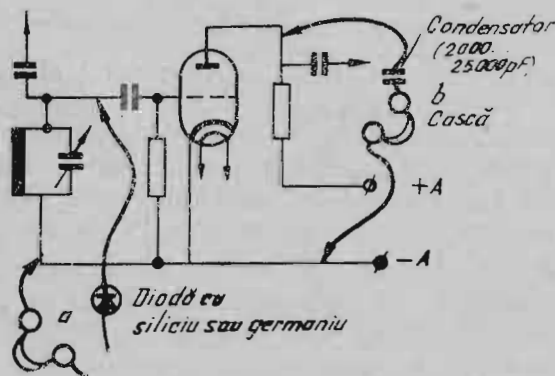 Condensator
(2000..
25000pF)
b
Cască
+A
-A
a
Diodă cu
siliciu sau germaniu